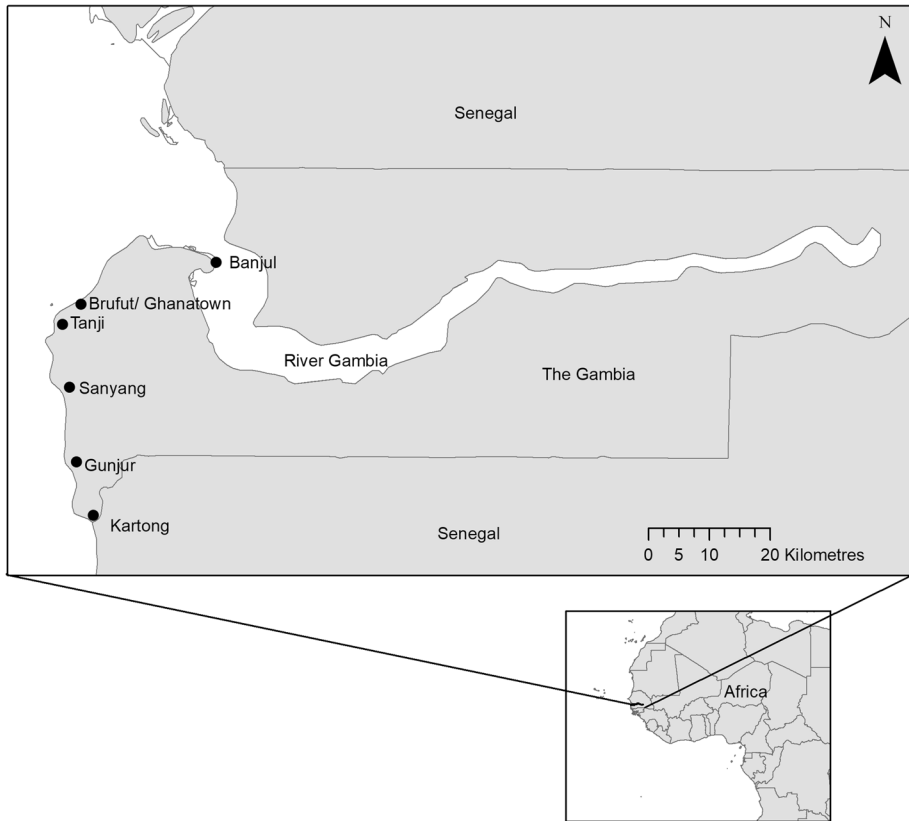 N
Senegal
Banjul
Brufut/ Ghanatown
Tanji
River Gambia
The Gambia
Sanyang
Gunjur
Kartong
Senegal
0 5 10 20 Kilometres
Africa